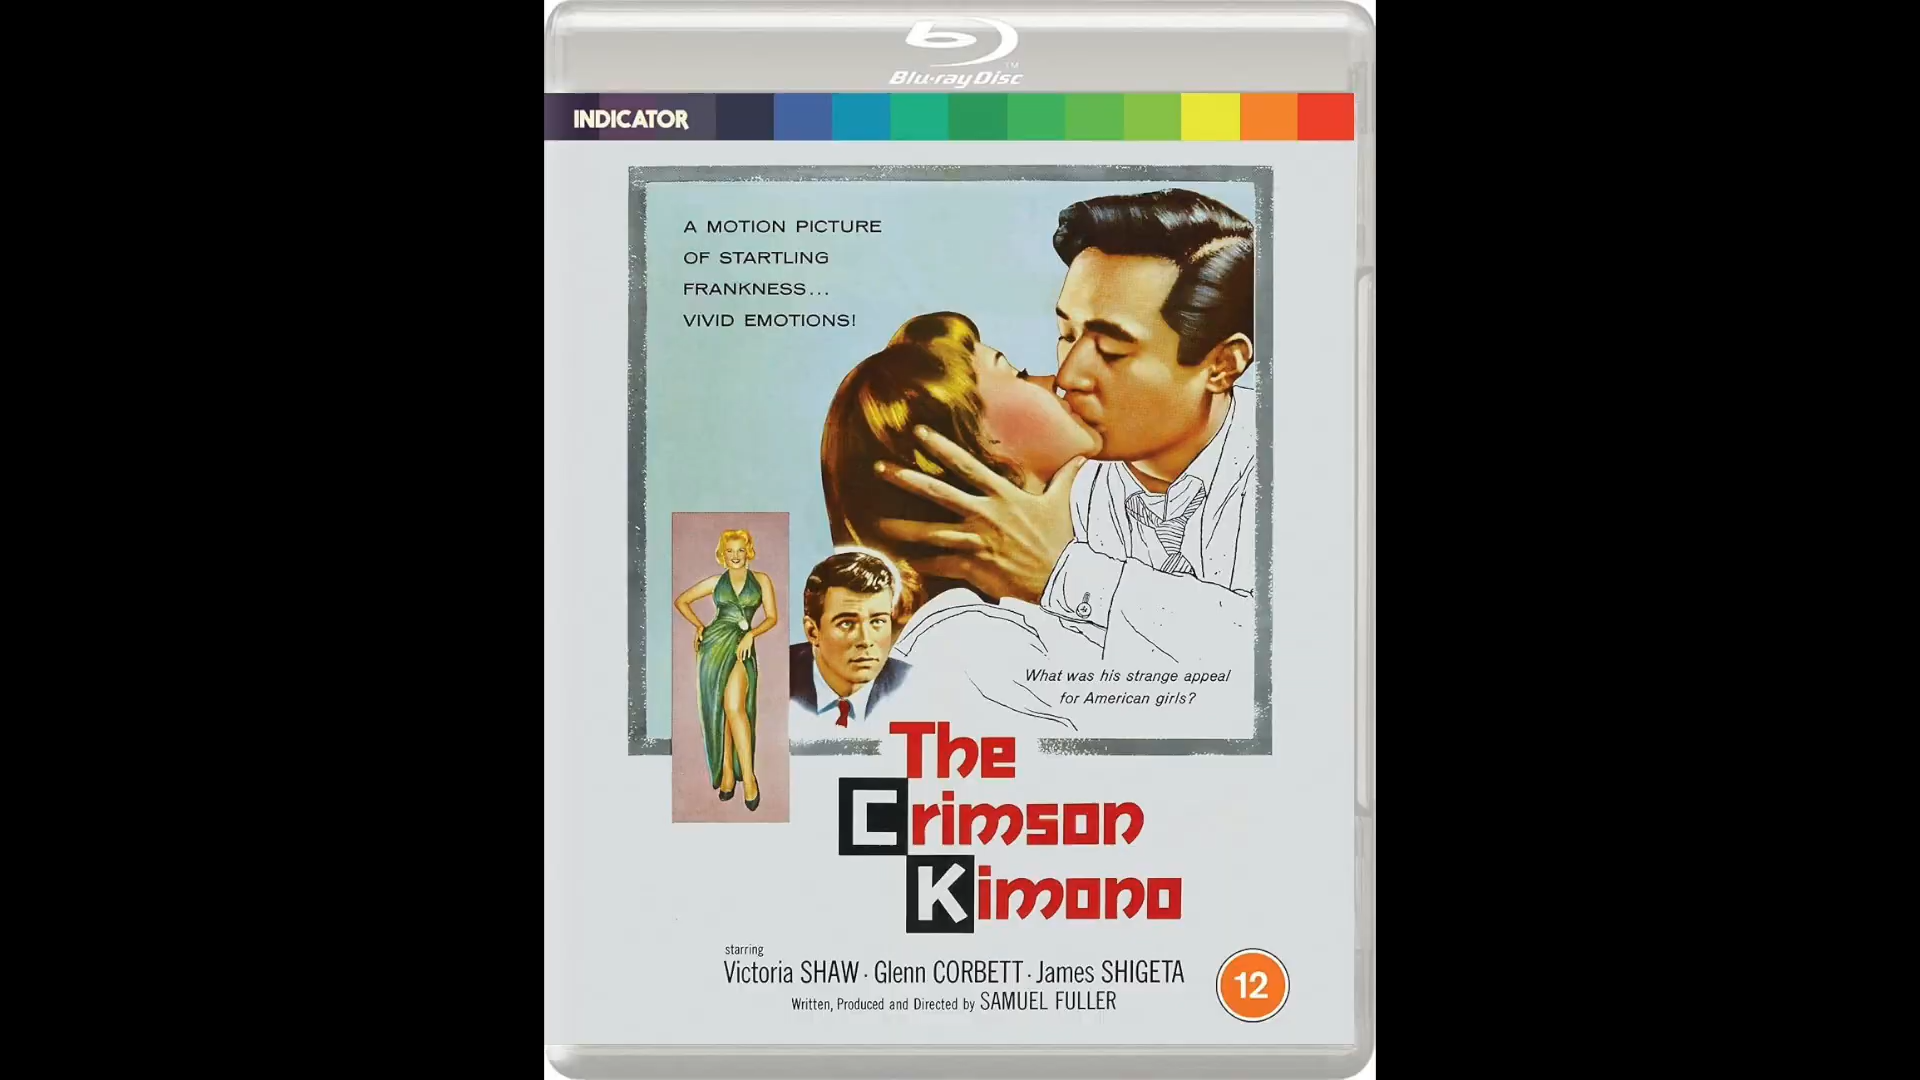 Blu-ray Disc
TM
INDICATOR
A MOTION PICTURE
OF STARTLING
FRANKNESS...
VIVID EMOTIONS!
What was his strange appeal
for American girls?
The
Crimson
Kimono
starring
Victoria SHAW · Glenn CORBETT · James SHIGETA
Written, Produced and Directed by SAMUEL FULLER
12